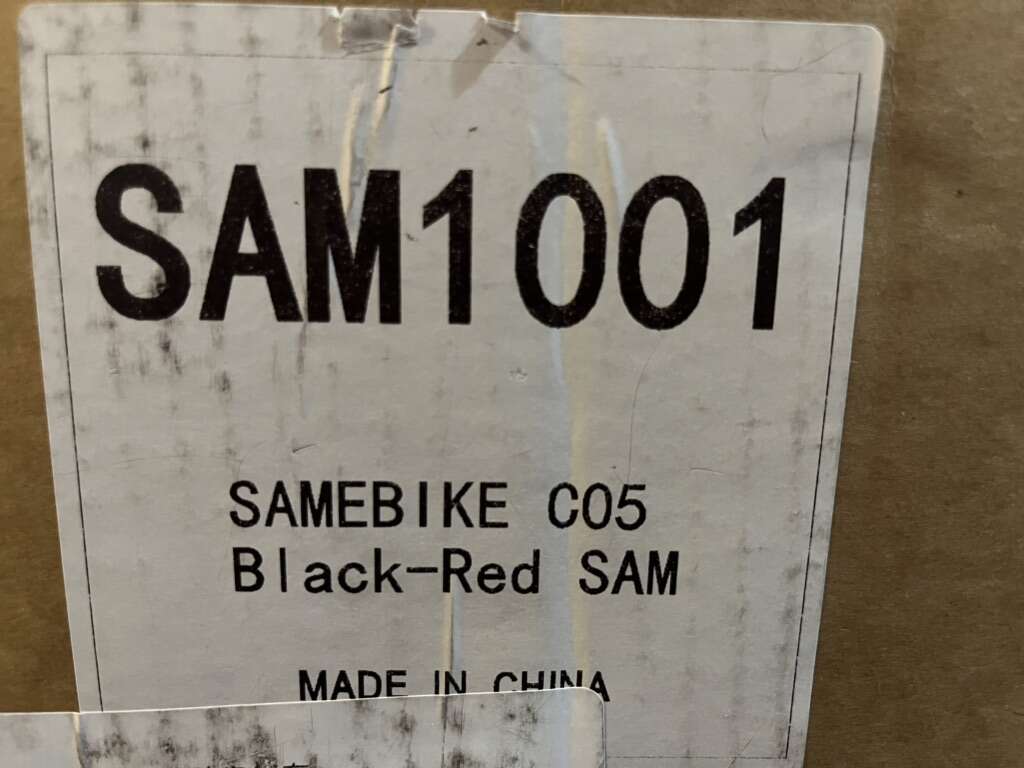 SAM1001
SAMEBIKE C05
Black-Red SAM
MADE IN CHINA